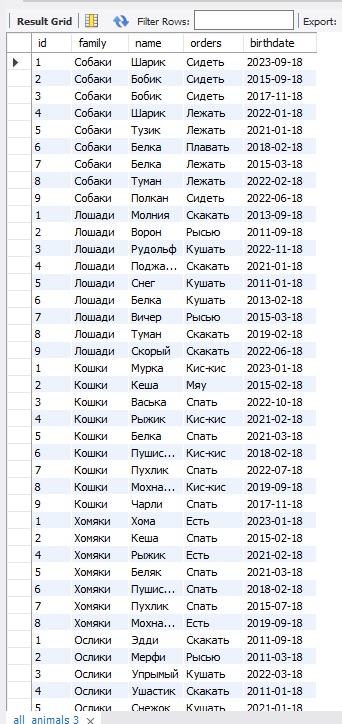 Result Grid Filter Rows: Export:
id family name orders birthdate
1 Собаки Шарик Сидеть 2023-09-18
2 Собаки Бобик Сидеть 2015-09-18
3 Собаки Бобик Сидеть 2017-11-18
4 Собаки Шарик Лежать 2022-01-18
5 Собаки Тузик Лежать 2021-01-18
6 Собаки Белка Плавать 2018-02-18
7 Собаки Белка Лежать 2015-03-18
8 Собаки Туман Лежать 2022-02-18
9 Собаки Полкан Сидеть 2022-06-18
1 Лошади Молния Скакать 2013-09-18
2 Лошади Ворон Рысью 2011-09-18
3 Лошади Рудольф Кушать 2022-11-18
4 Лошади Поджа... Скакать 2021-01-18
5 Лошади Снег Кушать 2011-01-18
6 Лошади Белка Кушать 2013-02-18
7 Лошади Вичер Рысью 2015-03-18
8 Лошади Туман Скакать 2019-02-18
9 Лошади Скорый Скакать 2022-06-18
1 Кошки Мурка Кис-кис 2023-01-18
2 Кошки Кеша Мяу 2015-02-18
3 Кошки Васька Спать 2022-10-18
4 Кошки Рыжик Кис-кис 2021-02-18
5 Кошки Белка Спать 2021-03-18
6 Кошки Пушис... Кис-кис 2018-02-18
7 Кошки Пухлик Спать 2022-07-18
8 Кошки Мохна... Кис-кис 2019-09-18
9 Кошки Чарли Спать 2017-11-18
1 Хомяки Хома Есть 2023-01-18
2 Хомяки Кеша Спать 2015-02-18
4 Хомяки Рыжик Есть 2021-02-18
5 Хомяки Беляк Спать 2021-03-18
6 Хомяки Пушис... Спать 2018-02-18
7 Хомяки Пухлик Спать 2015-07-18
8 Хомяки Мохна... Есть 2019-09-18
1 Ослики Эдди Скакать 2011-09-18
2 Ослики Мерфи Рысью 2011-03-18
3 Ослики Упрымый Кушать 2022-03-18
4 Ослики Ушастик Скакать 2011-01-18
5 Ослики Снежок Кушать 2021-01-18
all_animals 3